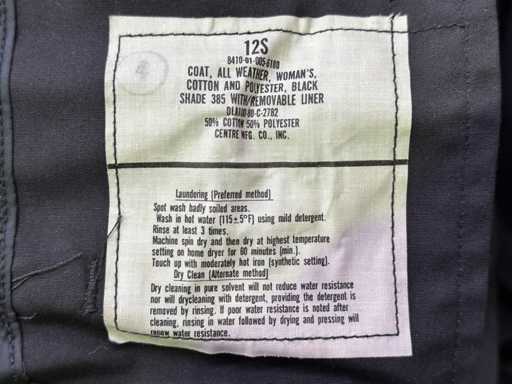 12S
8410-01-005-6180
COAT, ALL WEATHER, WOMAN'S,
COTTON AND POLYESTER, BLACK
SHADE 385 WITH/REMOVABLE LINER
50% COTTON 50% POLYESTER
CENTRE MFG. CO., INC.
Laundering (Preferred method)
Spot wash badly soiled areas.
Wash in hot water (115±5°F) using mild detergent.
Rinse at least 3 times.
Machine spin dry and then dry at highest temperature
setting on home dryer for 60 minutes (min.).
Touch up with moderately hot iron (synthetic setting).
Dry Clean (Alternate method)
Dry cleaning in pure solvent will not reduce water resistance
nor will drycleaning with detergent, providing the detergent is
removed by rinsing. If poor water resistance is noted after
cleaning, rinsing in water followed by drying and pressing will
renew water resistance.